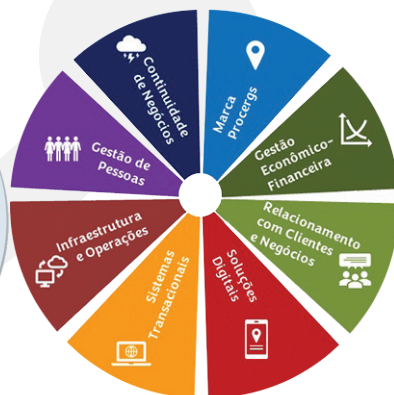 Continuidade
de Negócios
Marca
Procergs
Gestão
Econômico-
Financeira
Relacionamento
com Clientes
e Negócios
Soluções
Digitais
Sistemas
Transacionais
Infraestrutura
e Operações
Gestão de
Pessoas